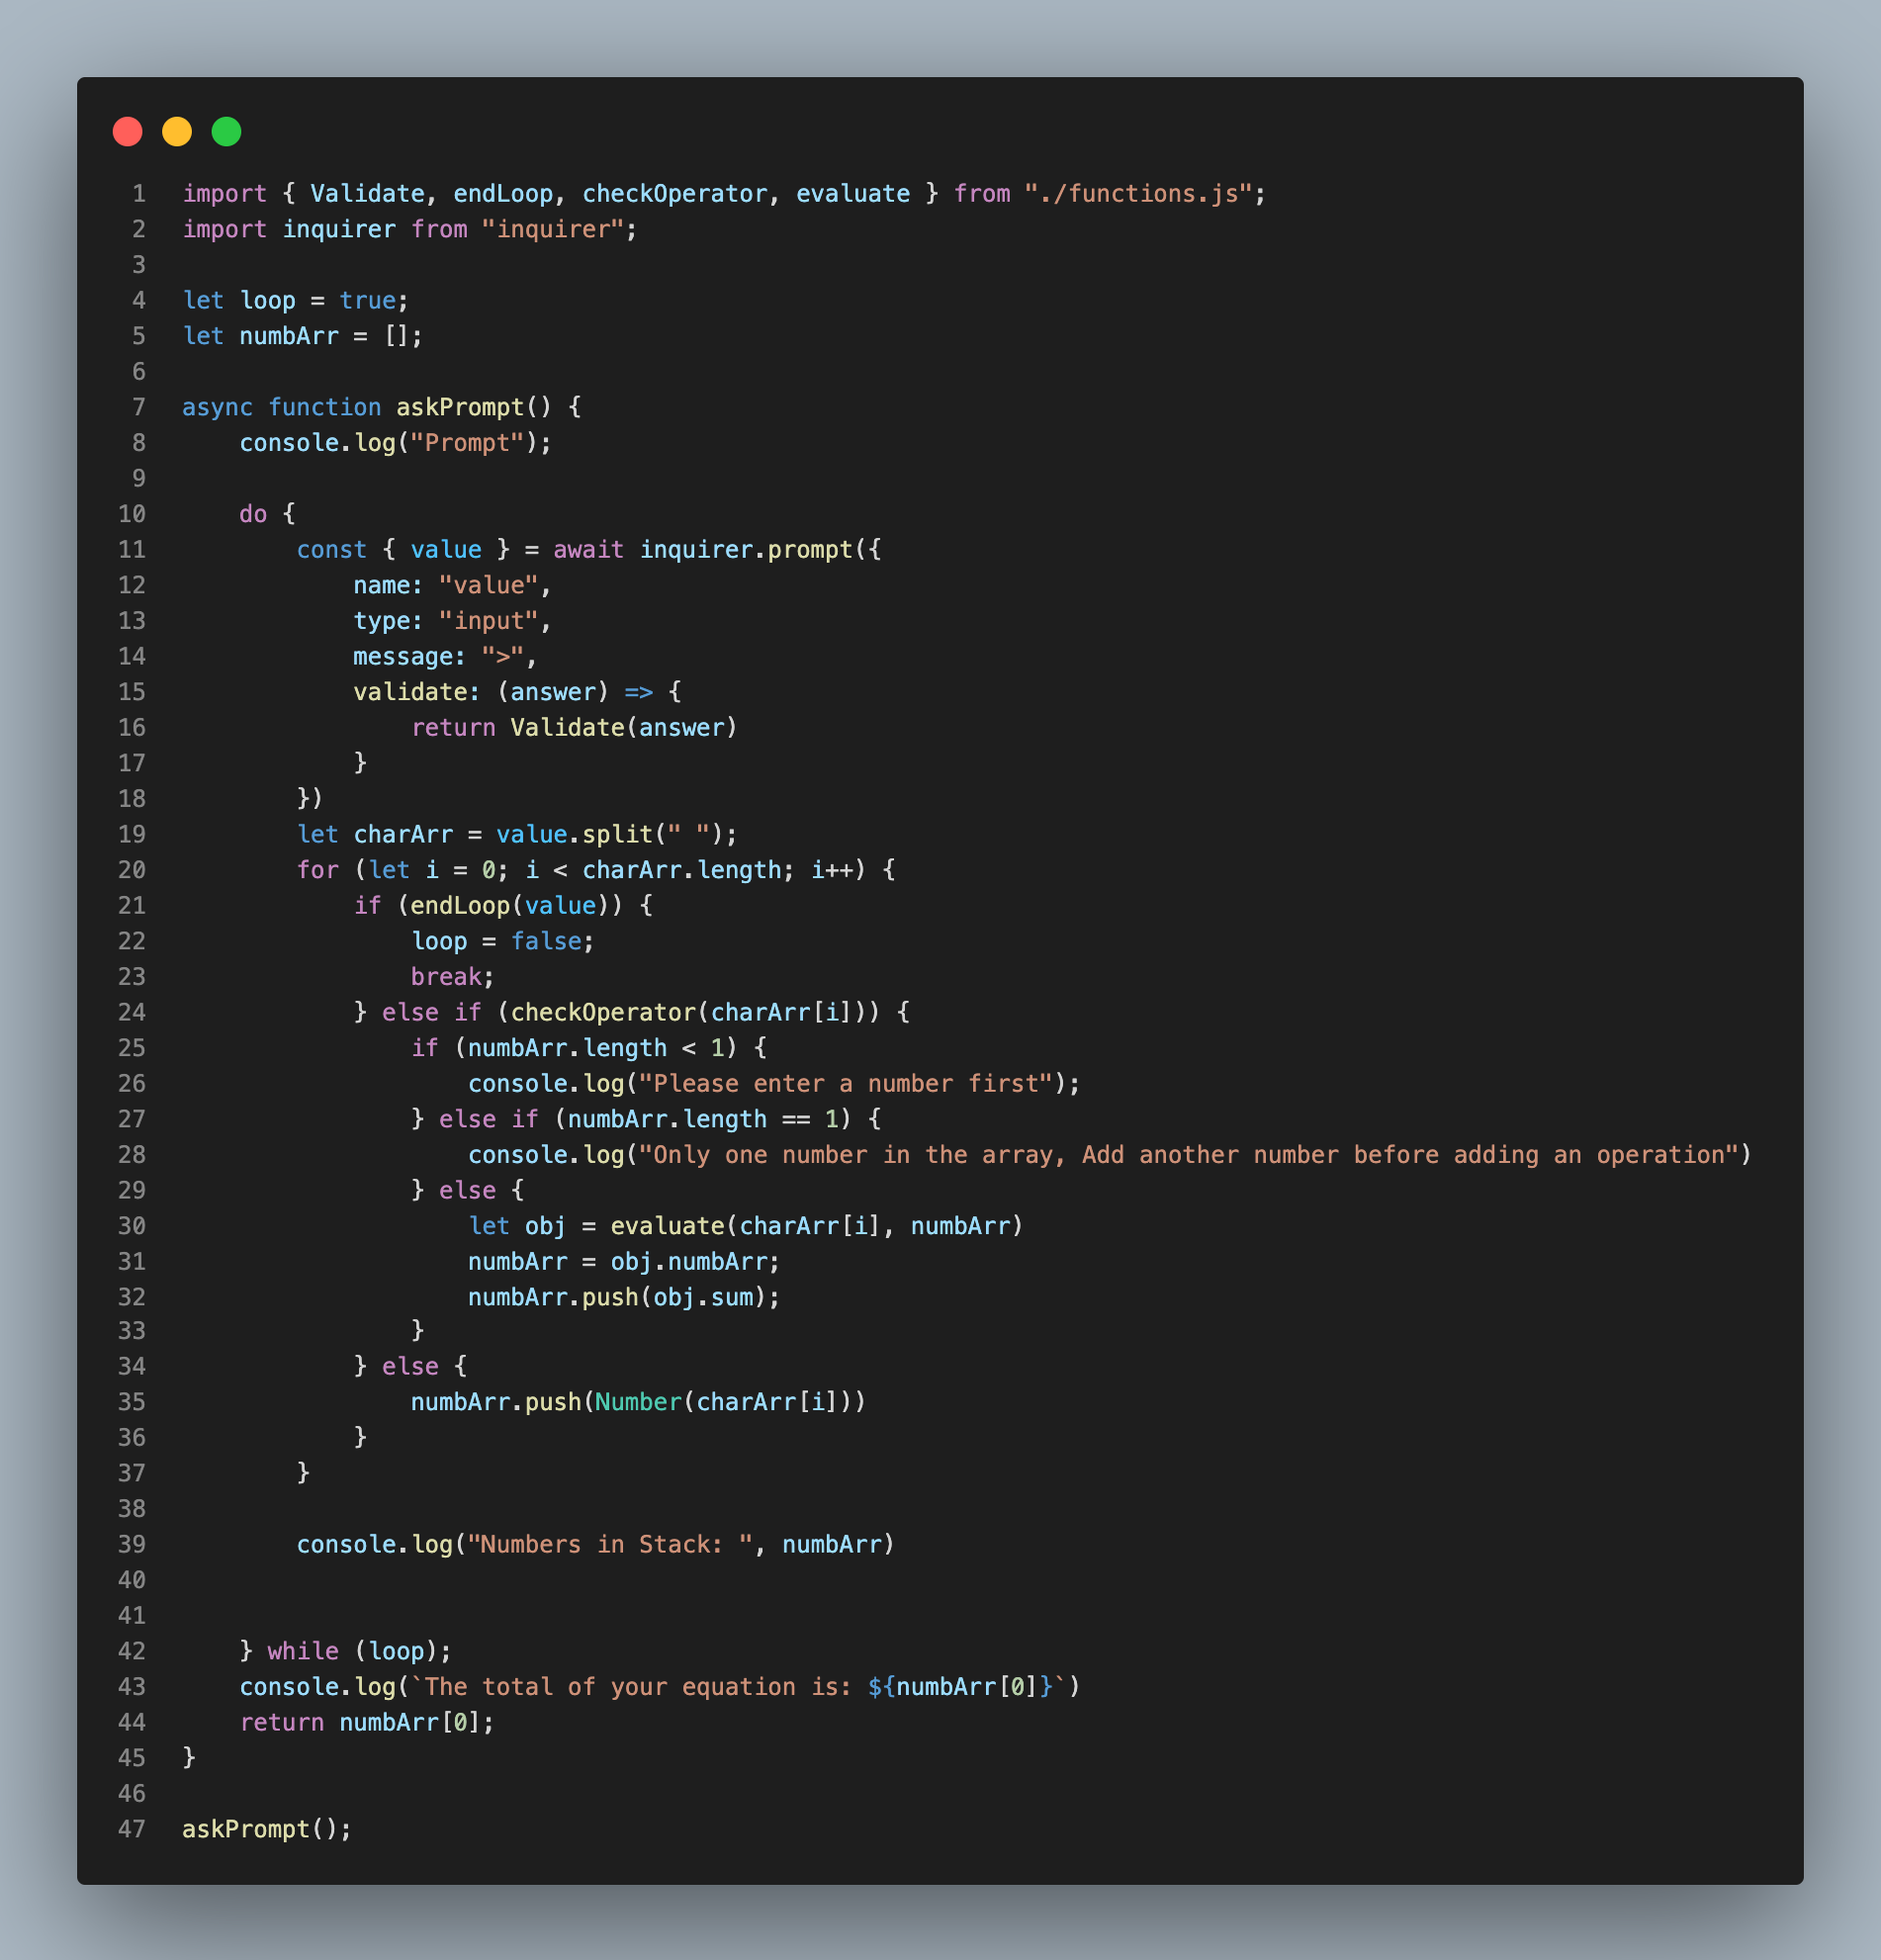 1 import { Validate, endLoop, checkOperator, evaluate } from "./functions.js";
2 import inquirer from "inquirer";
3
4 let loop = true;
5 let numbArr = [];
6
7 async function askPrompt() {
8     console.log("Prompt");
9
10     do {
11         const { value } = await inquirer.prompt({
12             name: "value",
13             type: "input",
14             message: ">",
15             validate: (answer) => {
16                 return Validate(answer)
17             }
18         })
19         let charArr = value.split(" ");
20         for (let i = 0; i < charArr.length; i++) {
21             if (endLoop(value)) {
22                 loop = false;
23                 break;
24             } else if (checkOperator(charArr[i])) {
25                 if (numbArr.length < 1) {
26                     console.log("Please enter a number first");
27                 } else if (numbArr.length == 1) {
28                     console.log("Only one number in the array, Add another number before adding an operation")
29                 } else {
30                     let obj = evaluate(charArr[i], numbArr)
31                     numbArr = obj.numbArr;
32                     numbArr.push(obj.sum);
33                 }
34             } else {
35                 numbArr.push(Number(charArr[i]))
36             }
37         }
38
39         console.log("Numbers in Stack: ", numbArr)
40
41
42     } while (loop);
43     console.log(`The total of your equation is: ${numbArr[0]}`)
44     return numbArr[0];
45 }
46
47 askPrompt();